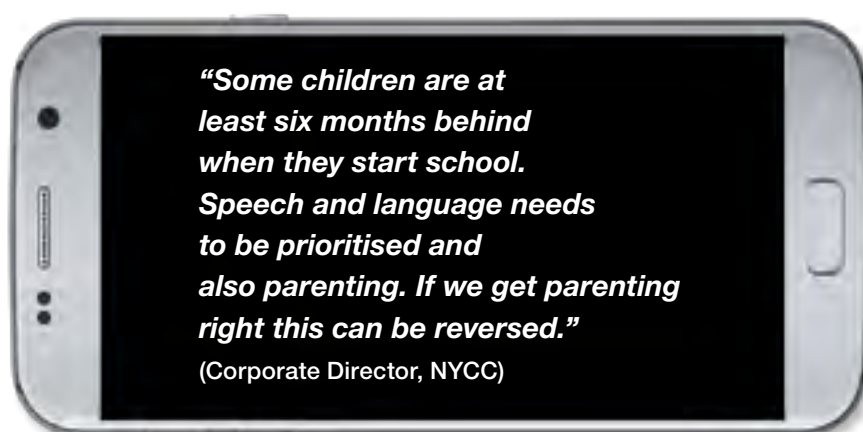 “Some children are at
least six months behind
when they start school.
Speech and language needs
to be prioritised and
also parenting. If we get parenting
right this can be reversed.”
(Corporate Director, NYCC)